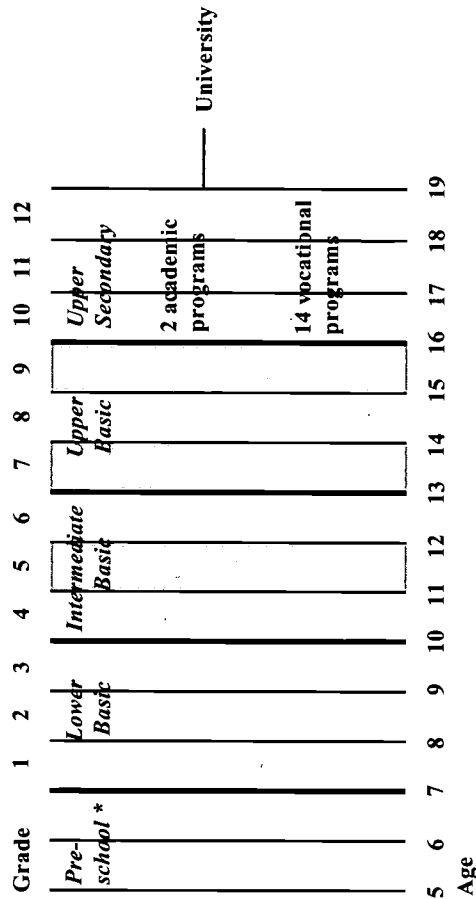 Grade 1 2 3 4 5 6 7 8 9 10 11 12
Pre-
school *
Lower
Basic
Intermediate
Basic
Upper
Basic
Upper
Secondary
2 academic
programs
14 vocational
programs
University
5 6 7 8 9 10 11 12 13 14 15 16 17 18 19
Age